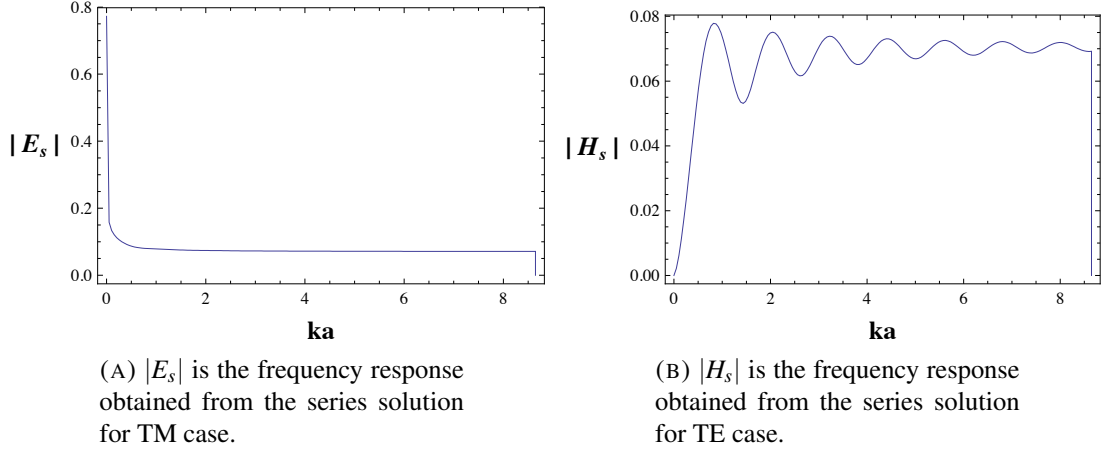 0.8
0.6
0.4
0.2
0.0
|E_s|
0 2 4 6 8
ka
(A) |E_s| is the frequency response
obtained from the series solution
for TM case.
0.08
0.06
0.04
0.02
0.00
|H_s|
0 2 4 6 8
ka
(B) |H_s| is the frequency response
obtained from the series solution
for TE case.